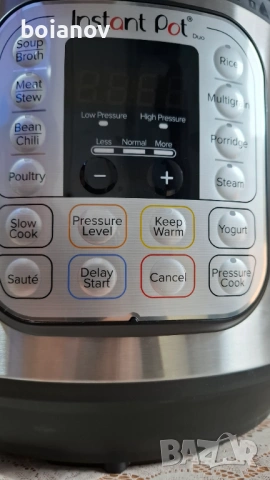 boianov
Instant Pot®
Duo
Soup
Broth
Rice
Meat
Stew
Multigrain
Low Pressure
High Pressure
Bean
Chili
Porridge
Less Normal More
Poultry
− +
Steam
Slow
Cook
Pressure
Level
Keep
Warm
Yogurt
Sauté
Delay
Start
Cancel
Pressure
Cook
BAZAR